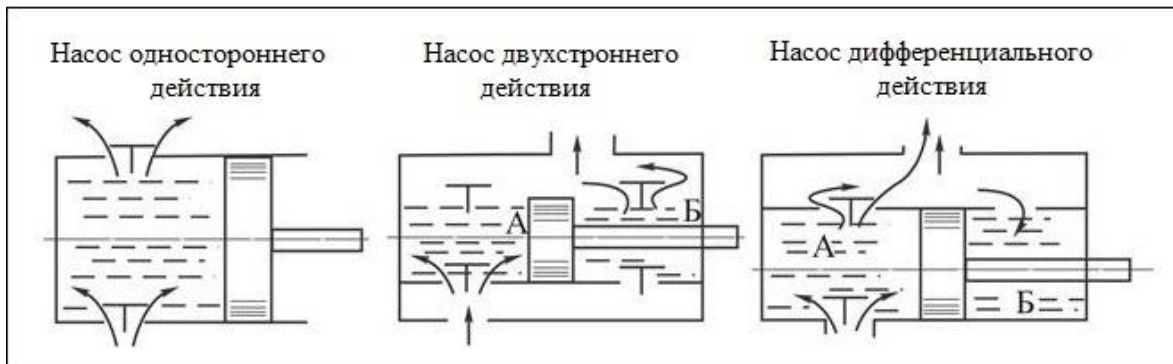 Насос одностороннего
действия
Насос двухстроннего
действия
Насос дифференциального
действия
А
Б
А
Б